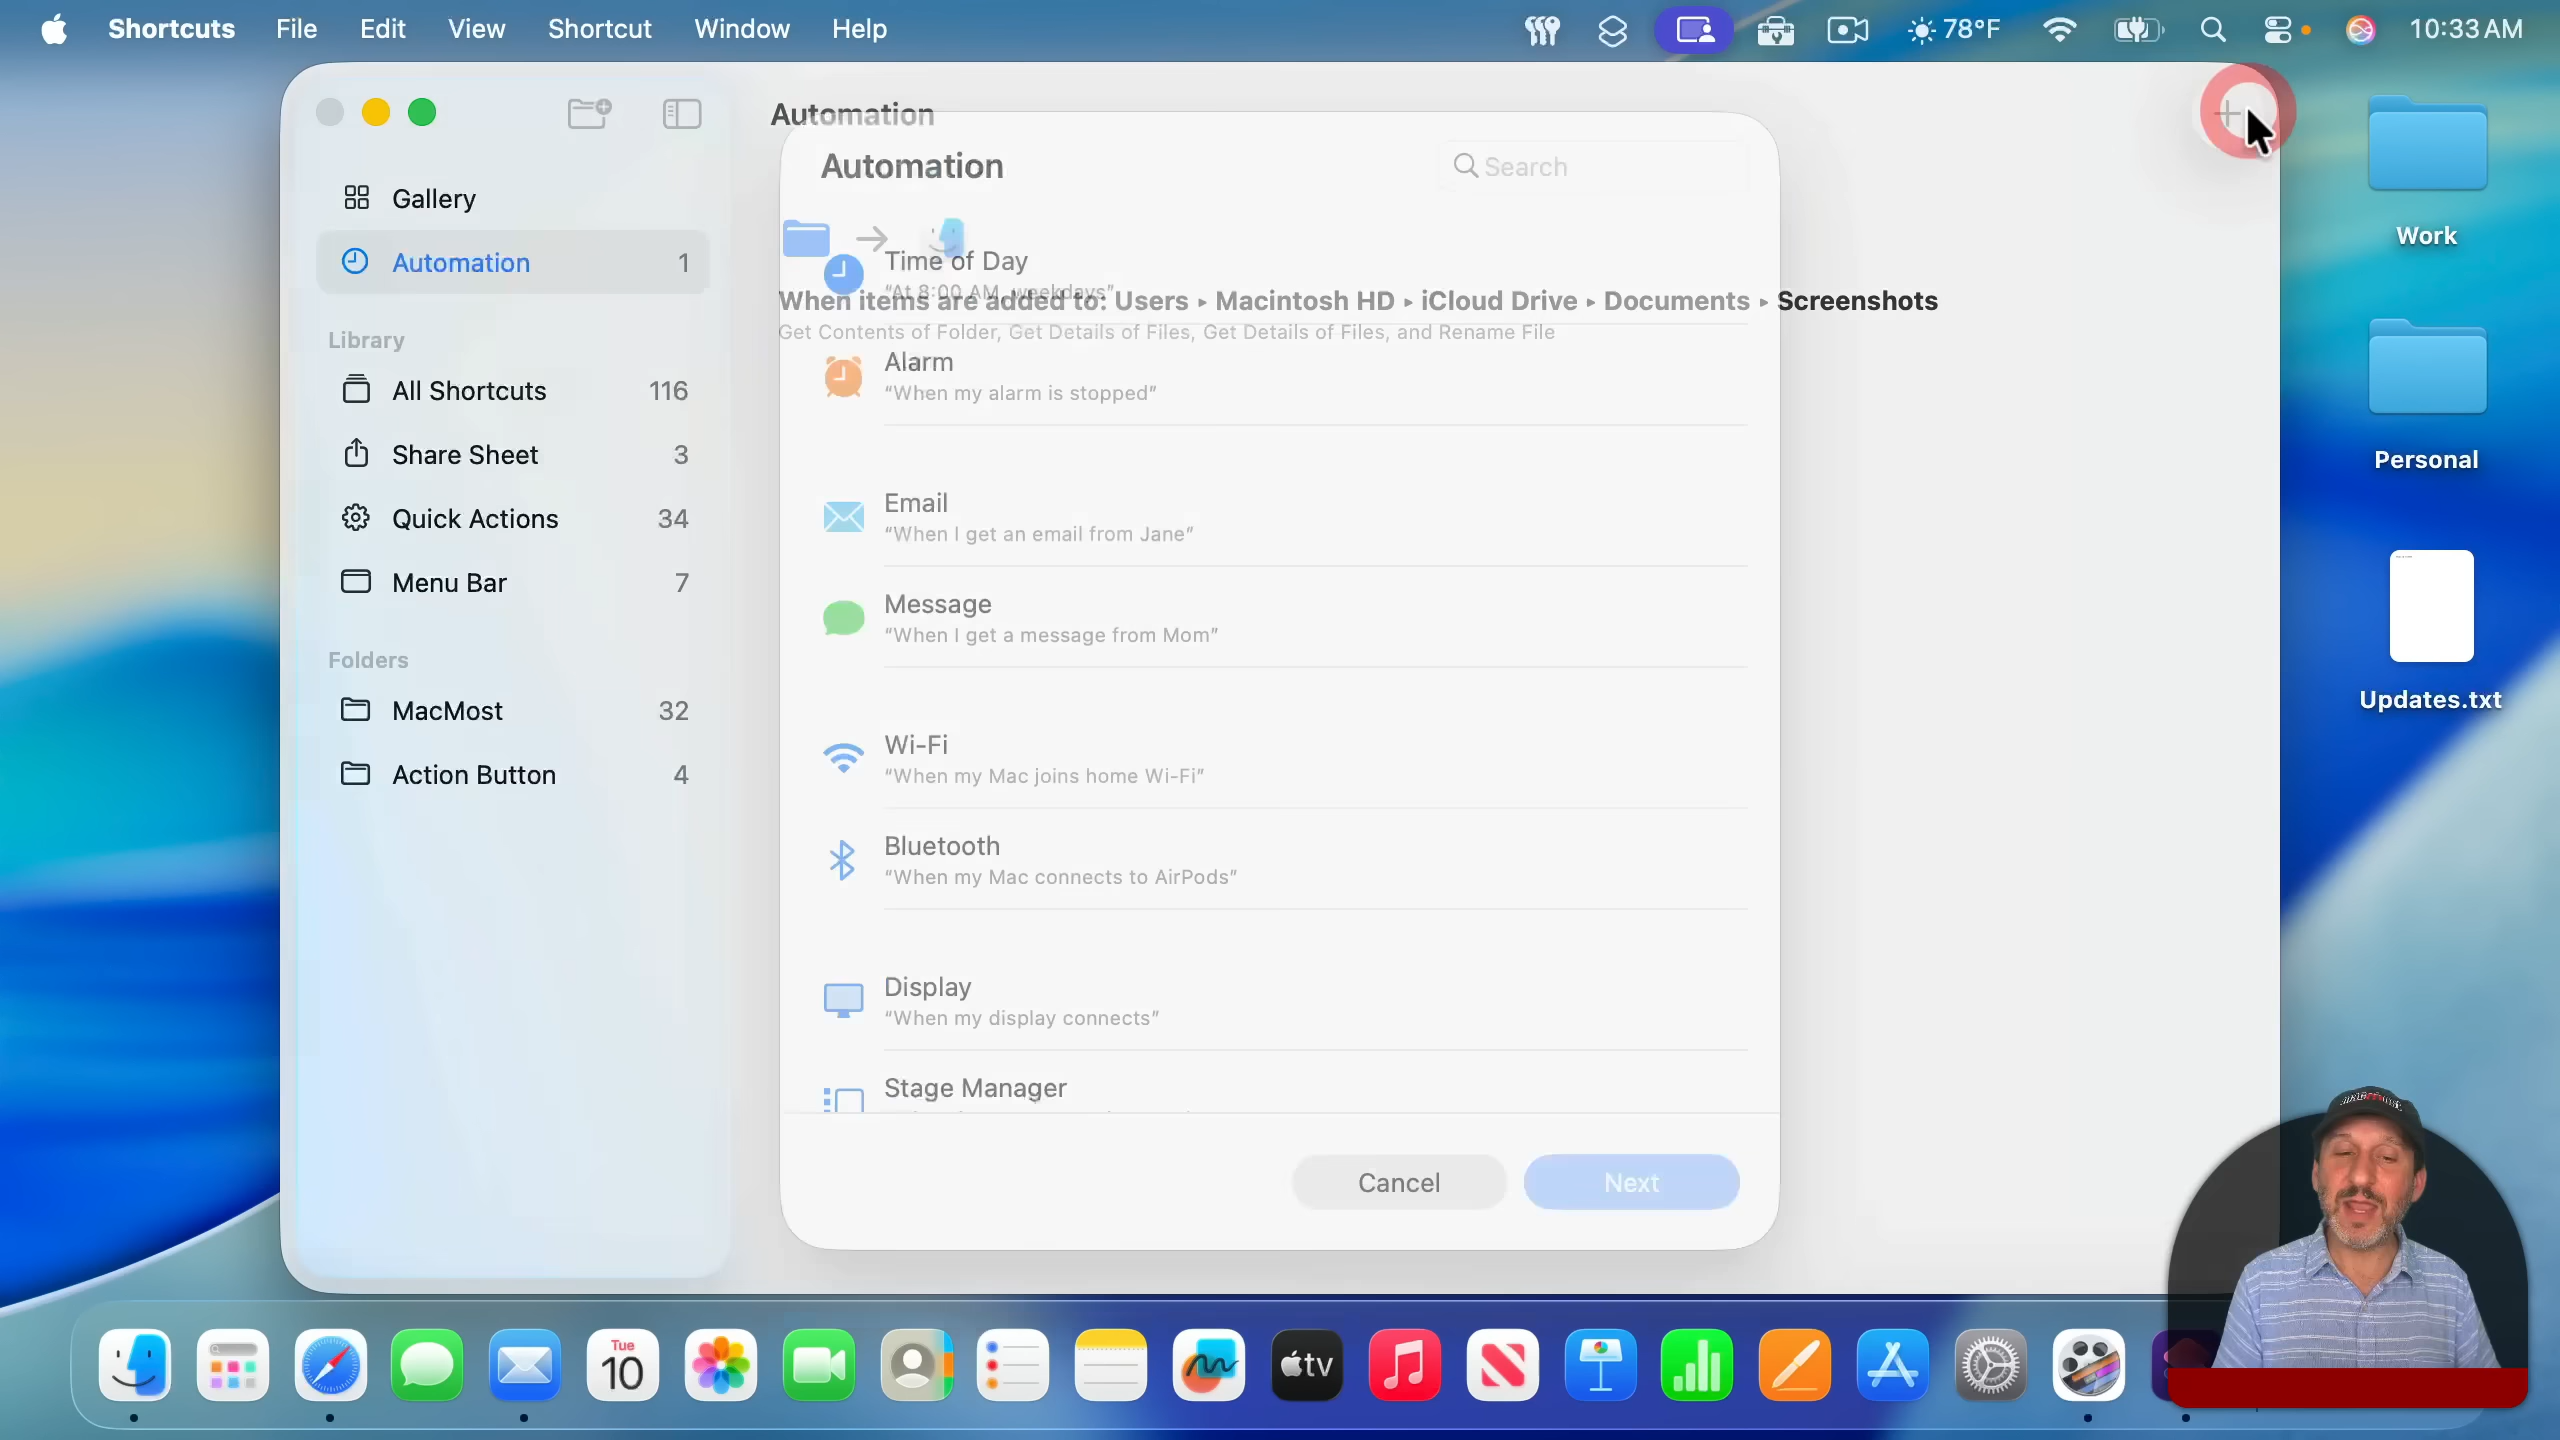 Shortcuts File Edit View Shortcut Window Help 78°F 10:33 AM
Automation
Automation
Search
Gallery
Automation 1
Library
All Shortcuts 116
Share Sheet 3
Quick Actions 34
Menu Bar 7
Folders
MacMost 32
Action Button 4
Time of Day
“At 8:00 AM, weekdays”
When items are added to: Users ▸ Macintosh HD ▸ iCloud Drive ▸ Documents ▸ Screenshots
Get Contents of Folder, Get Details of Files, Get Details of Files, and Rename File
Alarm
“When my alarm is stopped”
Email
“When I get an email from Jane”
Message
“When I get a message from Mom”
Wi-Fi
“When my Mac joins home Wi-Fi”
Bluetooth
“When my Mac connects to AirPods”
Display
“When my display connects”
Stage Manager
Cancel
Next
Work
Personal
Updates.txt
Tue
10
tv